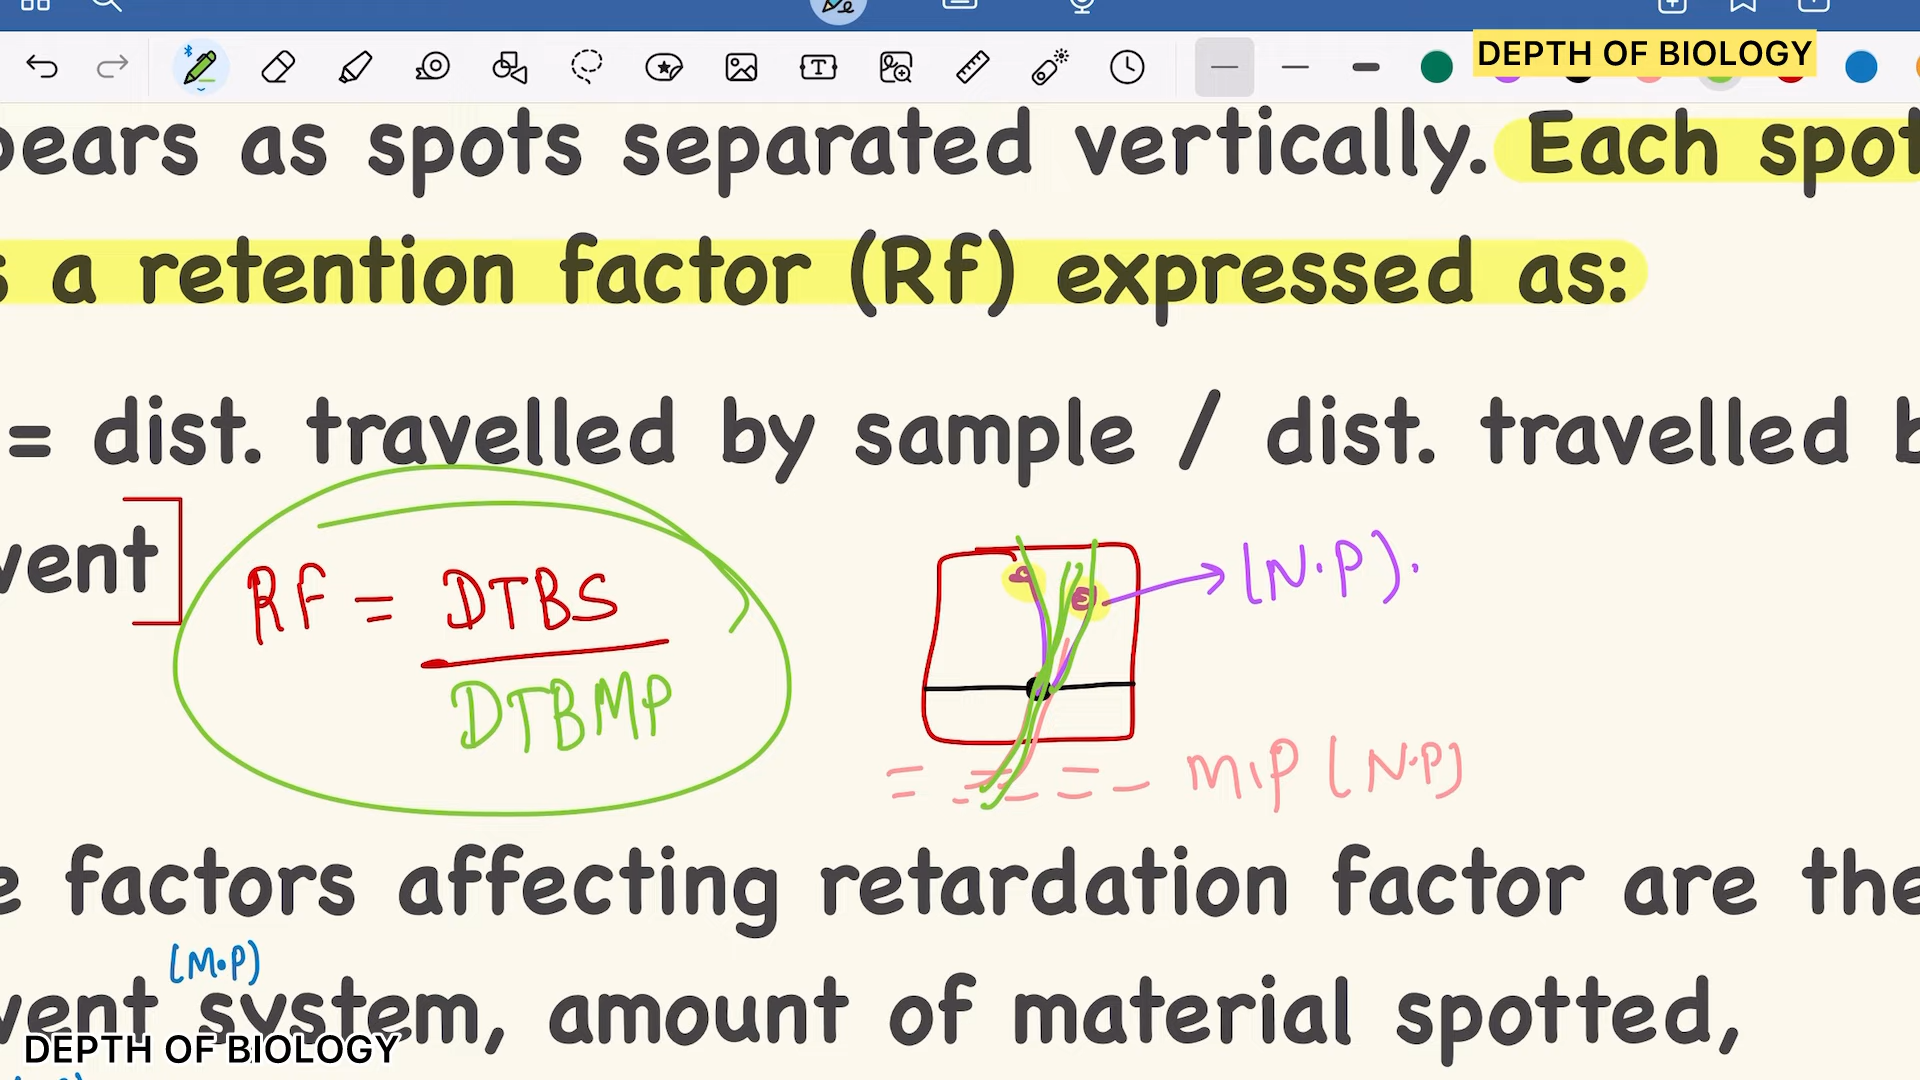 DEPTH OF BIOLOGY
pears as spots separated vertically. Each spot
s a retention factor (Rf) expressed as:
= dist. travelled by sample / dist. travelled b
vent]
RF = DTBS
DTBMP
(N.P).
M.P (N.P)
e factors affecting retardation factor are the
(M.P)
vent system, amount of material spotted,
DEPTH OF BIOLOGY